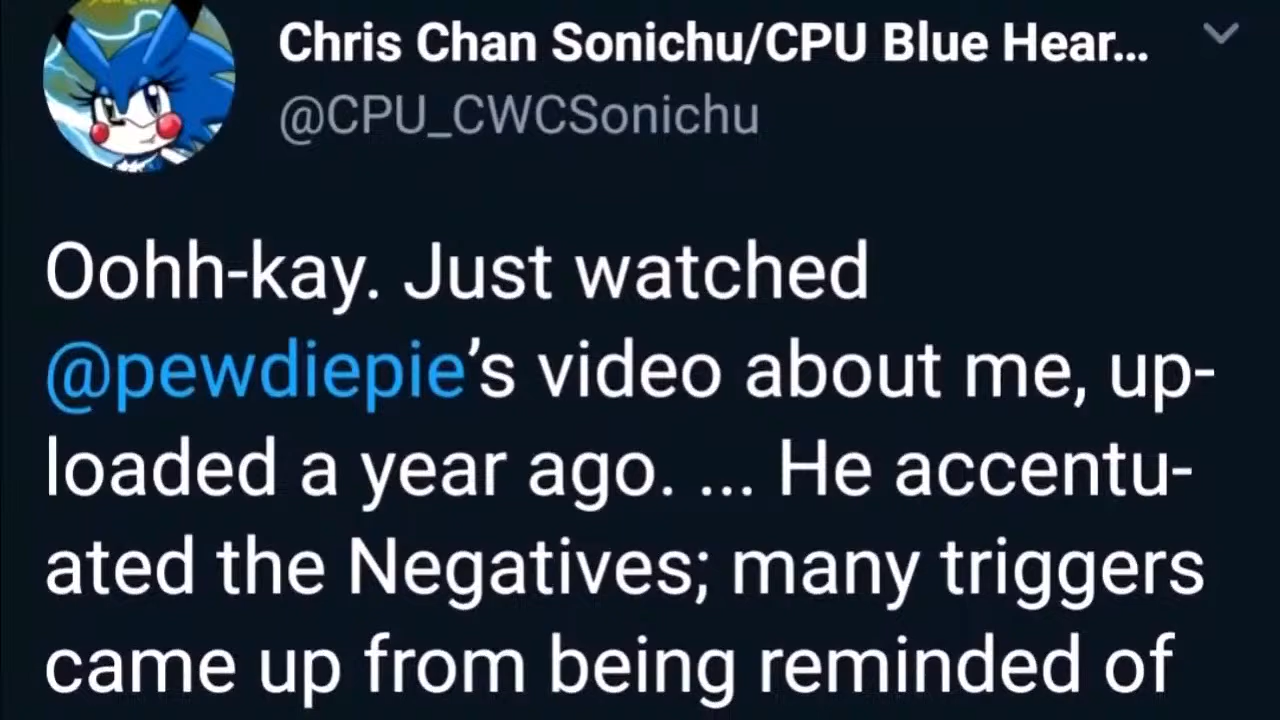 Chris Chan Sonichu/CPU Blue Hear...
@CPU_CWCSonichu
Oohh-kay. Just watched
@pewdiepie’s video about me, up-
loaded a year ago. ... He accentu-
ated the Negatives; many triggers
came up from being reminded of